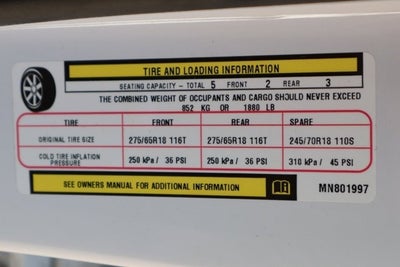 TIRE AND LOADING INFORMATION
SEATING CAPACITY - TOTAL 5 FRONT 2 REAR 3
THE COMBINED WEIGHT OF OCCUPANTS AND CARGO SHOULD NEVER EXCEED
852 KG OR 1880 LB
TIRE FRONT REAR SPARE
ORIGINAL TIRE SIZE 275/65R18 116T 275/65R18 116T 245/70R18 110S
COLD TIRE INFLATION PRESSURE 250 kPa / 36 PSI 250 kPa / 36 PSI 310 kPa / 45 PSI
SEE OWNERS MANUAL FOR ADDITIONAL INFORMATION MN801997